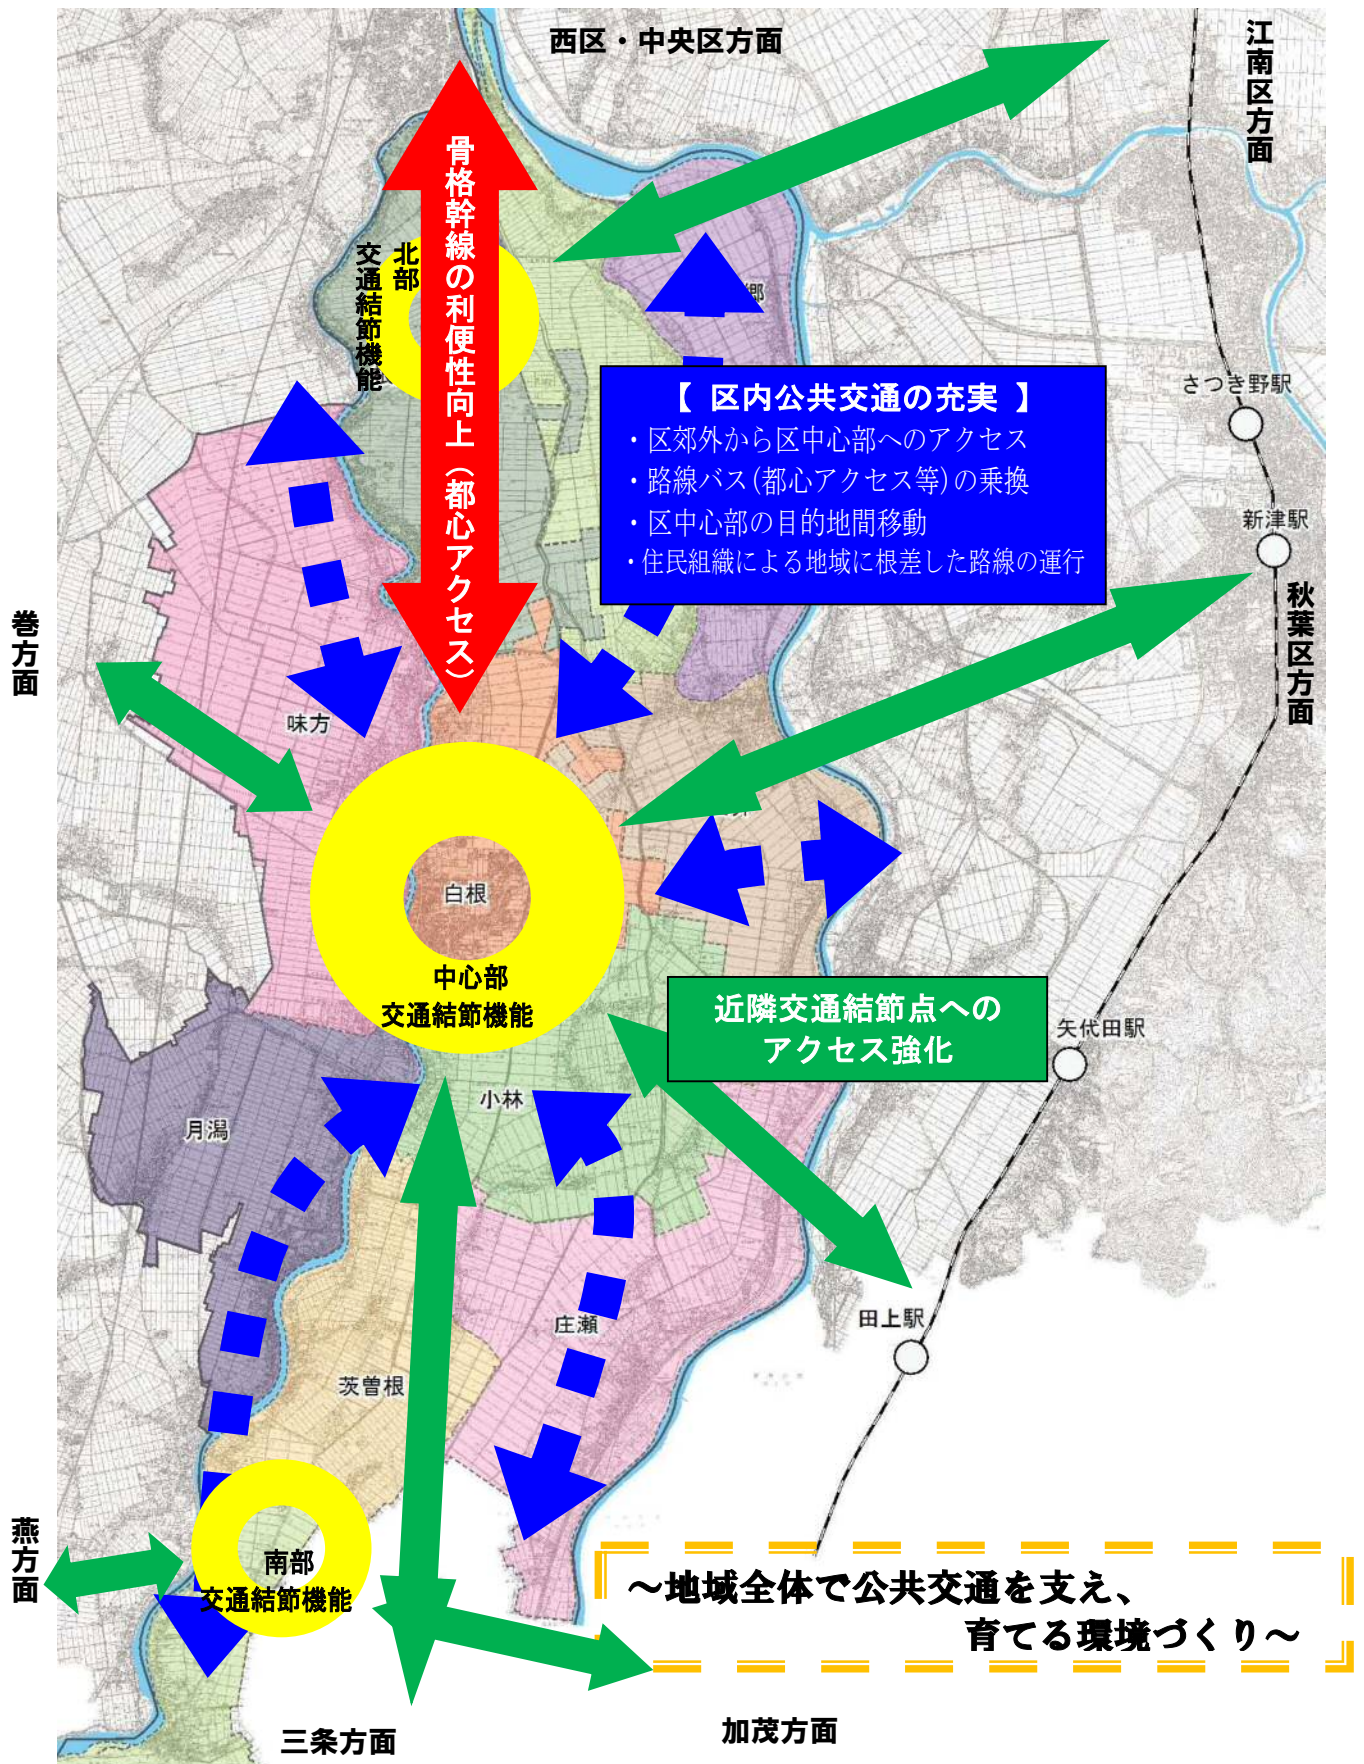 西区・中央区方面
江南区方面
骨格幹線の利便性向上（都心アクセス）
北部
交通結節機能
郷
【 区内公共交通の充実 】
・区郊外から区中心部へのアクセス
・路線バス(都心アクセス等)の乗換
・区中心部の目的地間移動
・住民組織による地域に根差した路線の運行
さつき野駅
新津駅
秋葉区方面
巻方面
味方
白根
中心部
交通結節機能
近隣交通結節点への
アクセス強化
矢代田駅
小林
月潟
庄瀬
田上駅
茨曽根
燕方面
南部
交通結節機能
～地域全体で公共交通を支え、
育てる環境づくり～
三条方面
加茂方面